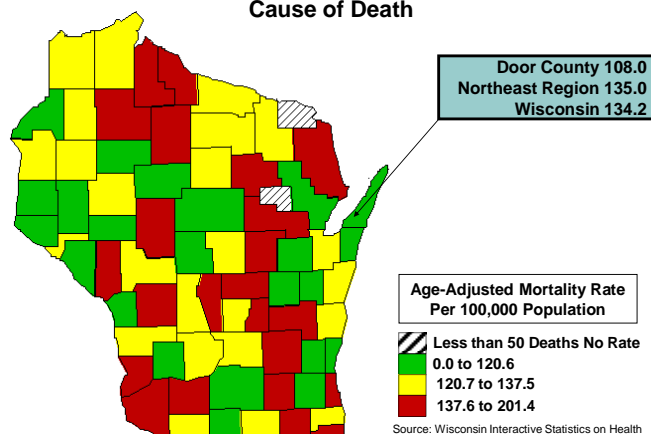 Cause of Death
Door County 108.0
Northeast Region 135.0
Wisconsin 134.2
Age-Adjusted Mortality Rate
Per 100,000 Population
Less than 50 Deaths No Rate
0.0 to 120.6
120.7 to 137.5
137.6 to 201.4
Source: Wisconsin Interactive Statistics on Health